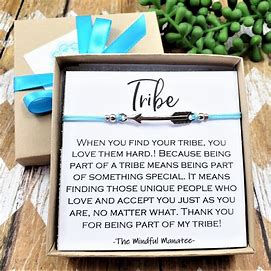 Tribe
WHEN YOU FIND YOUR TRIBE, YOU
LOVE THEM HARD.! BECAUSE BEING
PART OF A TRIBE MEANS BEING PART
OF SOMETHING SPECIAL. IT MEANS
FINDING THOSE UNIQUE PEOPLE WHO
LOVE AND ACCEPT YOU JUST AS YOU
ARE, NO MATTER WHAT. THANK YOU
FOR BEING PART OF MY TRIBE!
-The Mindful Manatee-